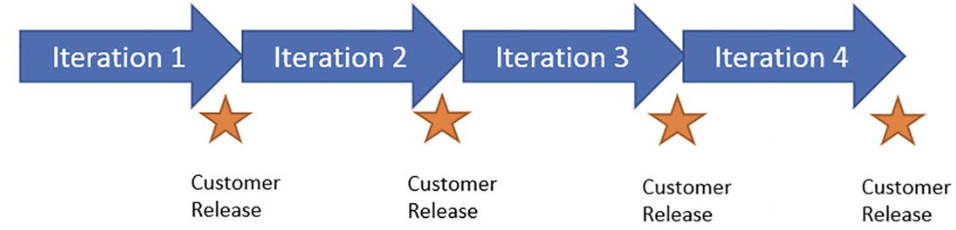 Iteration 1
Iteration 2
Iteration 3
Iteration 4
Customer
Release
Customer
Release
Customer
Release
Customer
Release